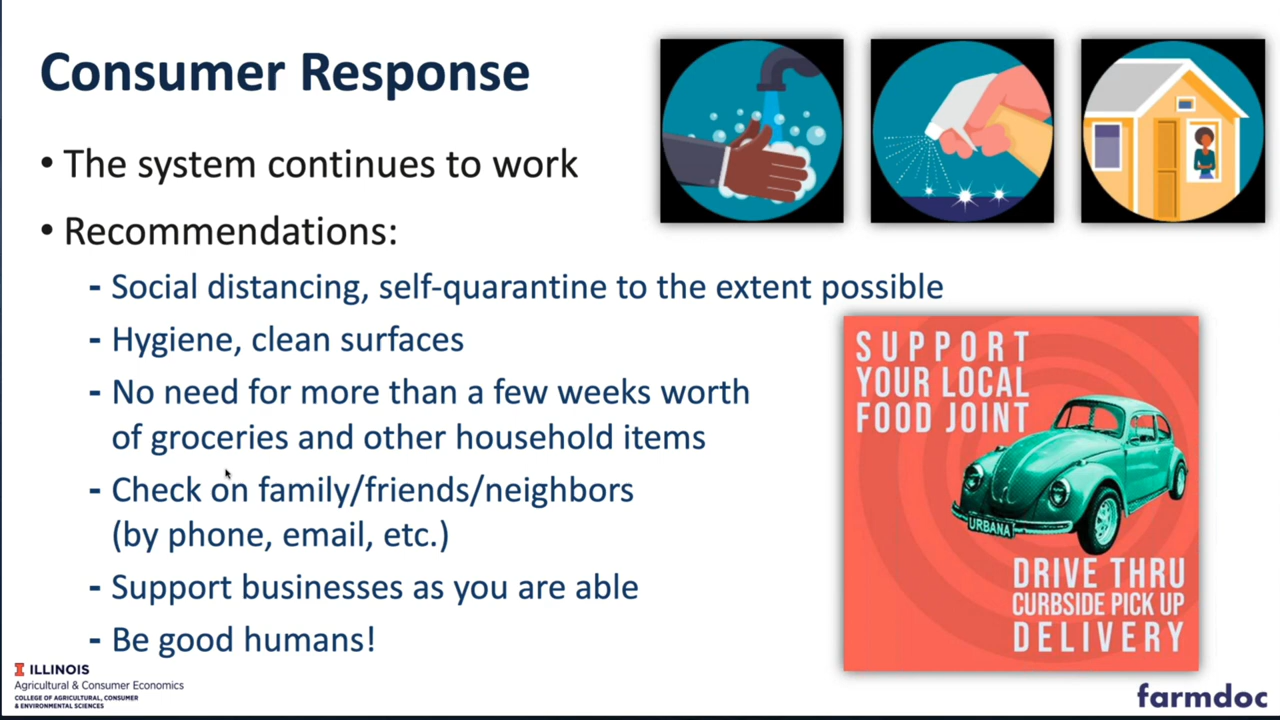 Consumer Response
• The system continues to work
• Recommendations:
- Social distancing, self-quarantine to the extent possible
- Hygiene, clean surfaces
- No need for more than a few weeks worth
of groceries and other household items
- Check on family/friends/neighbors
(by phone, email, etc.)
- Support businesses as you are able
- Be good humans!
SUPPORT
YOUR LOCAL
FOOD JOINT
URBANA
DRIVE THRU
CURBSIDE PICK UP
DELIVERY
I ILLINOIS
Agricultural & Consumer Economics
COLLEGE OF AGRICULTURAL, CONSUMER
& ENVIRONMENTAL SCIENCES
farmdoc